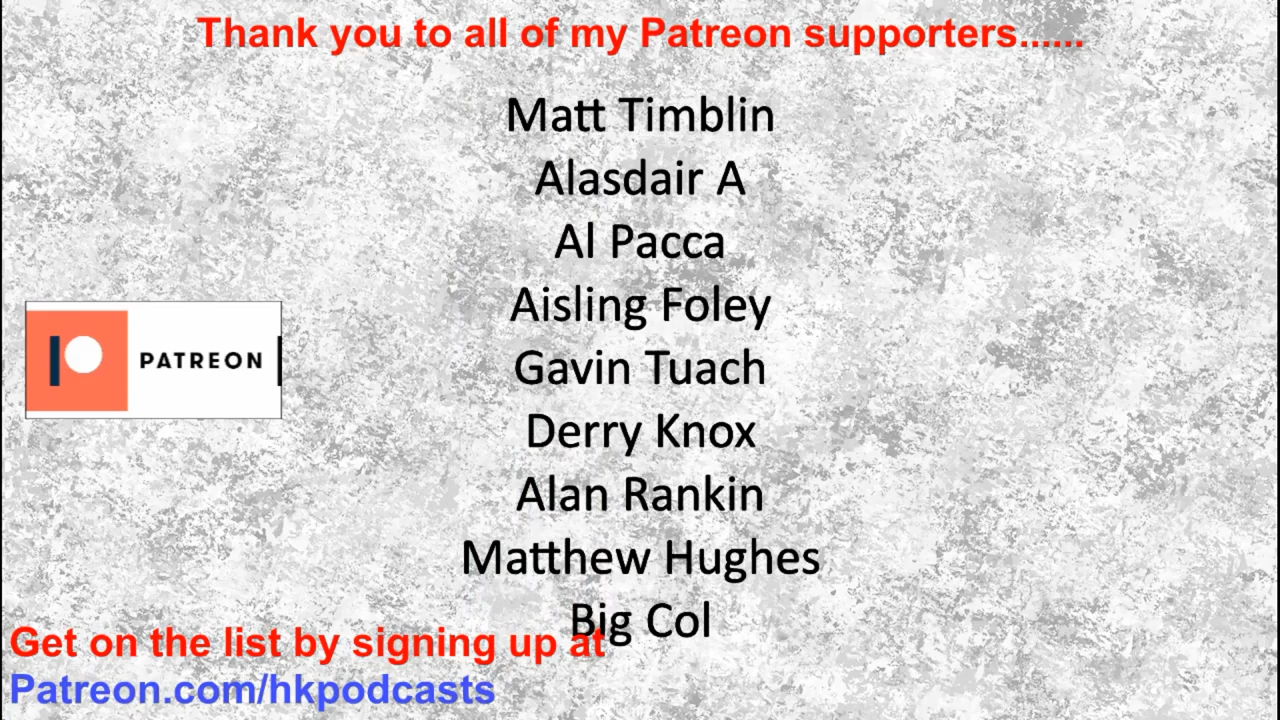 Thank you to all of my Patreon supporters......
Matt Timblin
Alasdair A
Al Pacca
Aisling Foley
PATREON
Gavin Tuach
Derry Knox
Alan Rankin
Matthew Hughes
Big Col
Get on the list by signing up at
Patreon.com/hkpodcasts